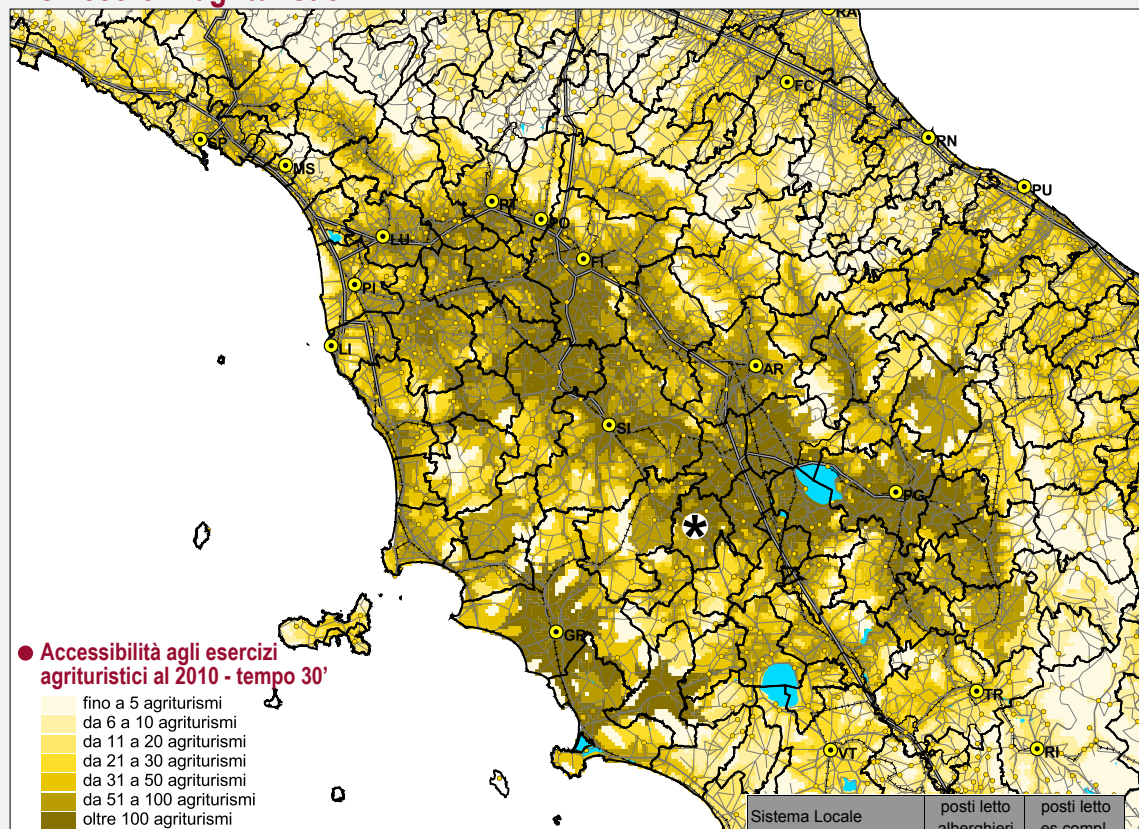 RA
FC
RN
SP
MS
PU
PT
PO
LU
FI
PI
LI
AR
SI
PG
*
GR
● Accessibilità agli esercizi
agrituristici al 2010 - tempo 30’
TR
fino a 5 agriturismi
da 6 a 10 agriturismi
da 11 a 20 agriturismi
da 21 a 30 agriturismi
VT
RI
da 31 a 50 agriturismi
da 51 a 100 agriturismi
oltre 100 agriturismi
Sistema Locale
posti letto
alberghieri
posti letto
es.compl.